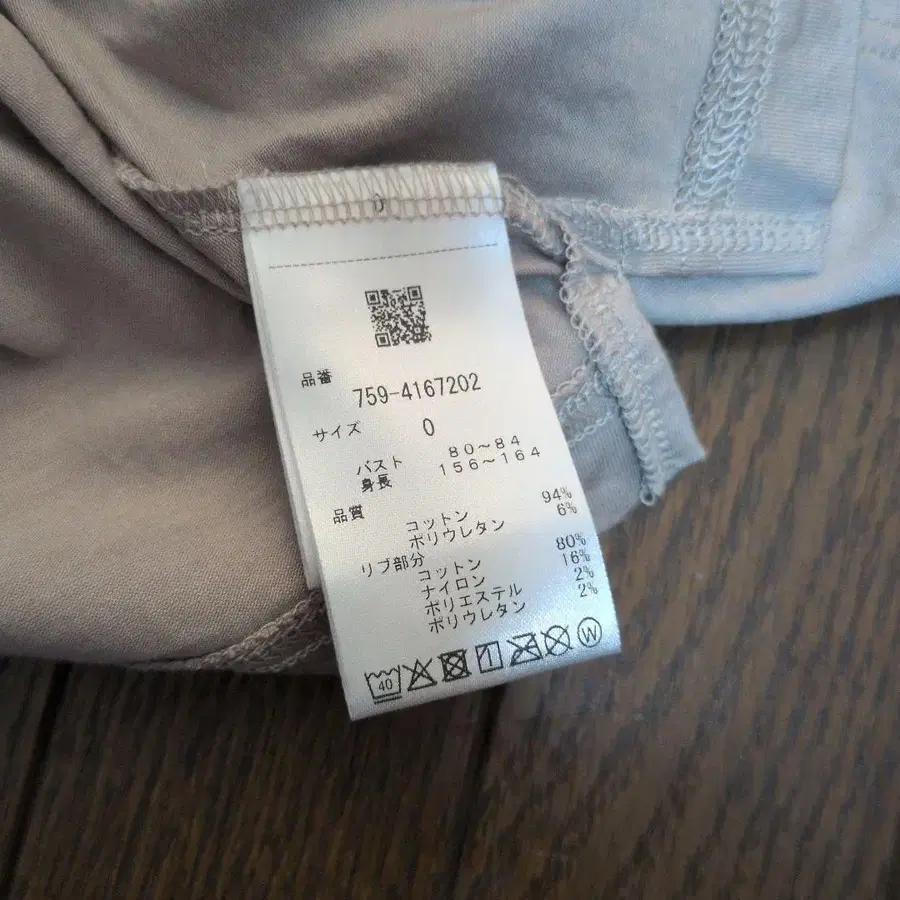 0
品番 759-4167202
サイズ 0
バスト 80〜84
身長 156〜164
品質
コットン 94%
ポリウレタン 6%
リブ部分
コットン 80%
ナイロン 16%
ポリエステル 2%
ポリウレタン 2%
40 W